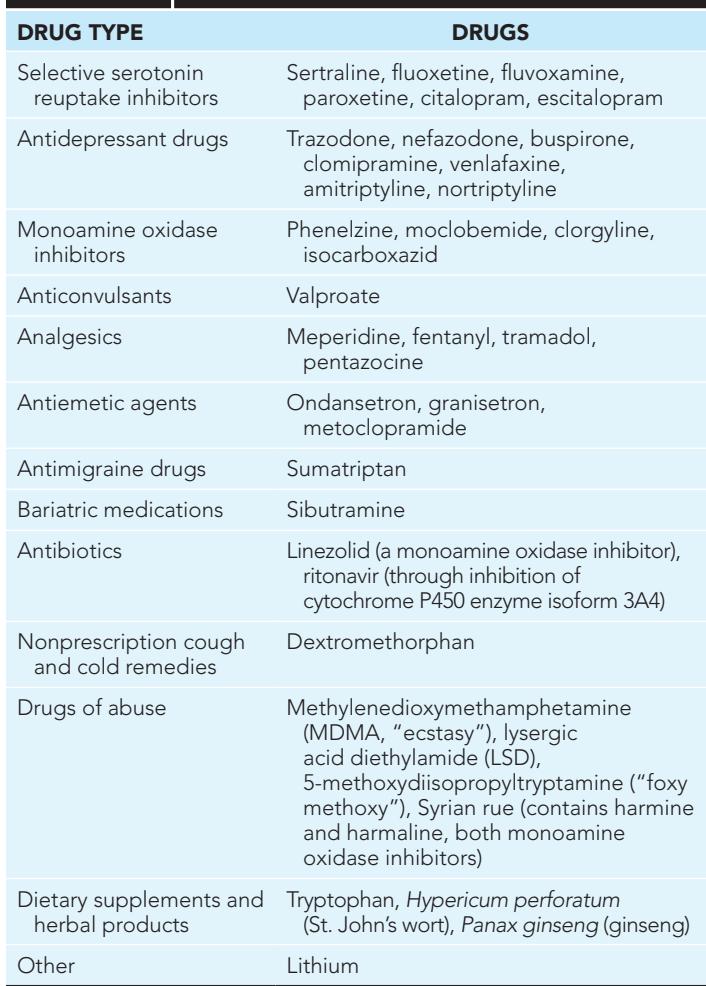 DRUG TYPE DRUGS
Selective serotonin Sertraline, fluoxetine, fluvoxamine,
reuptake inhibitors paroxetine, citalopram, escitalopram
Antidepressant drugs Trazodone, nefazodone, buspirone,
clomipramine, venlafaxine,
amitriptyline, nortriptyline
Monoamine oxidase Phenelzine, moclobemide, clorgyline,
inhibitors isocarboxazid
Anticonvulsants Valproate
Analgesics Meperidine, fentanyl, tramadol,
pentazocine
Antiemetic agents Ondansetron, granisetron,
metoclopramide
Antimigraine drugs Sumatriptan
Bariatric medications Sibutramine
Antibiotics Linezolid (a monoamine oxidase inhibitor),
ritonavir (through inhibition of
cytochrome P450 enzyme isoform 3A4)
Nonprescription cough Dextromethorphan
and cold remedies
Drugs of abuse Methylenedioxymethamphetamine
(MDMA, “ecstasy”), lysergic
acid diethylamide (LSD),
5-methoxydiisopropyltryptamine (“foxy
methoxy”), Syrian rue (contains harmine
and harmaline, both monoamine
oxidase inhibitors)
Dietary supplements and Tryptophan, Hypericum perforatum
herbal products (St. John’s wort), Panax ginseng (ginseng)
Other Lithium